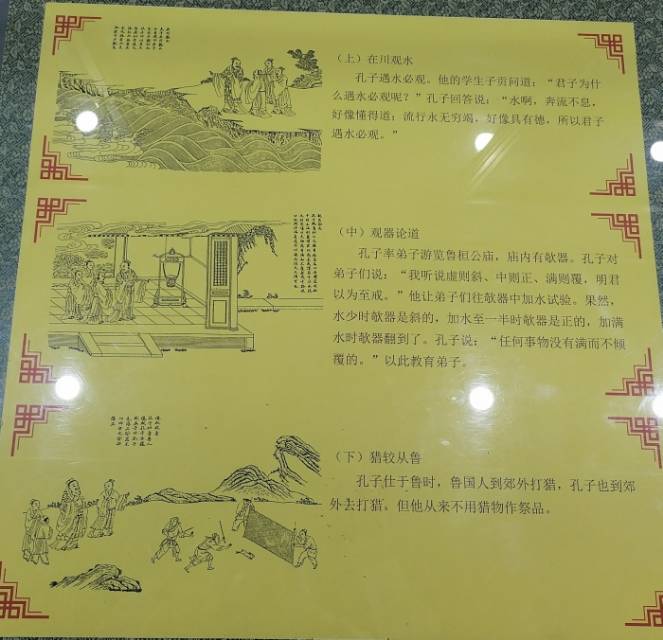 （上）在川观水
孔子遇水必观。他的学生子贡问道：“君子为什
么遇水必观呢？”孔子回答说：“水啊，奔流不息，
好像懂得道；流行水无穷竭，好像具有德，所以君子
遇水必观。”
（中）观器论道
孔子率弟子游览鲁桓公庙，庙内有欹器。孔子对
弟子们说：“我听说虚则斜、中则正、满则覆，明君
以为至戒。”他让弟子们往欹器中加水试验。果然，
水少时欹器是斜的，加水至一半时欹器是正的，加满
水时欹器翻到了。孔子说：“任何事物没有满而不倾
覆的。”以此教育弟子。
（下）猎较从鲁
孔子仕于鲁时，鲁国人到郊外打猎，孔子也到郊
外去打猎。但他从来不用猎物作祭品。